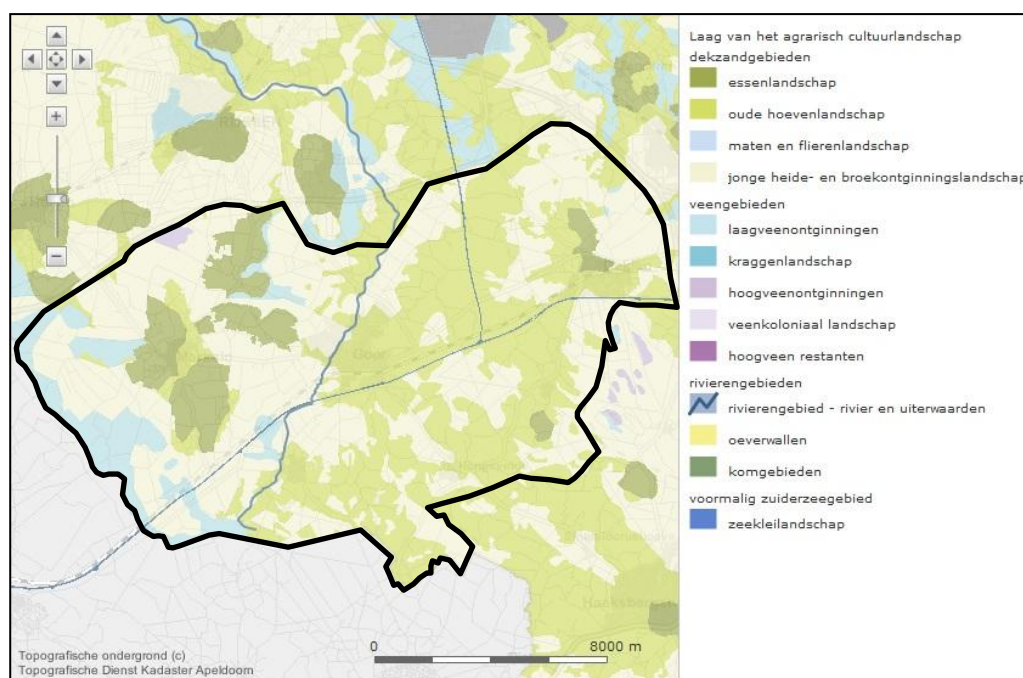 Laag van het agrarisch cultuurlandschap
dekzandgebieden
essenlandschap
oude hoevenlandschap
maten en flierenlandschap
jonge heide- en broekontginningslandschap
veengebieden
laagveenontginningen
kraggenlandschap
hoogveenontginningen
veenkoloniaal landschap
hoogveen restanten
rivierengebieden
rivierengebied - rivier en uiterwaarden
oeverwallen
komgebieden
voormalig zuiderzeegebied
zeekleilandschap
Goor
0
8000 m
Topografische ondergrond (c)
Topografische Dienst Kadaster Apeldoorn